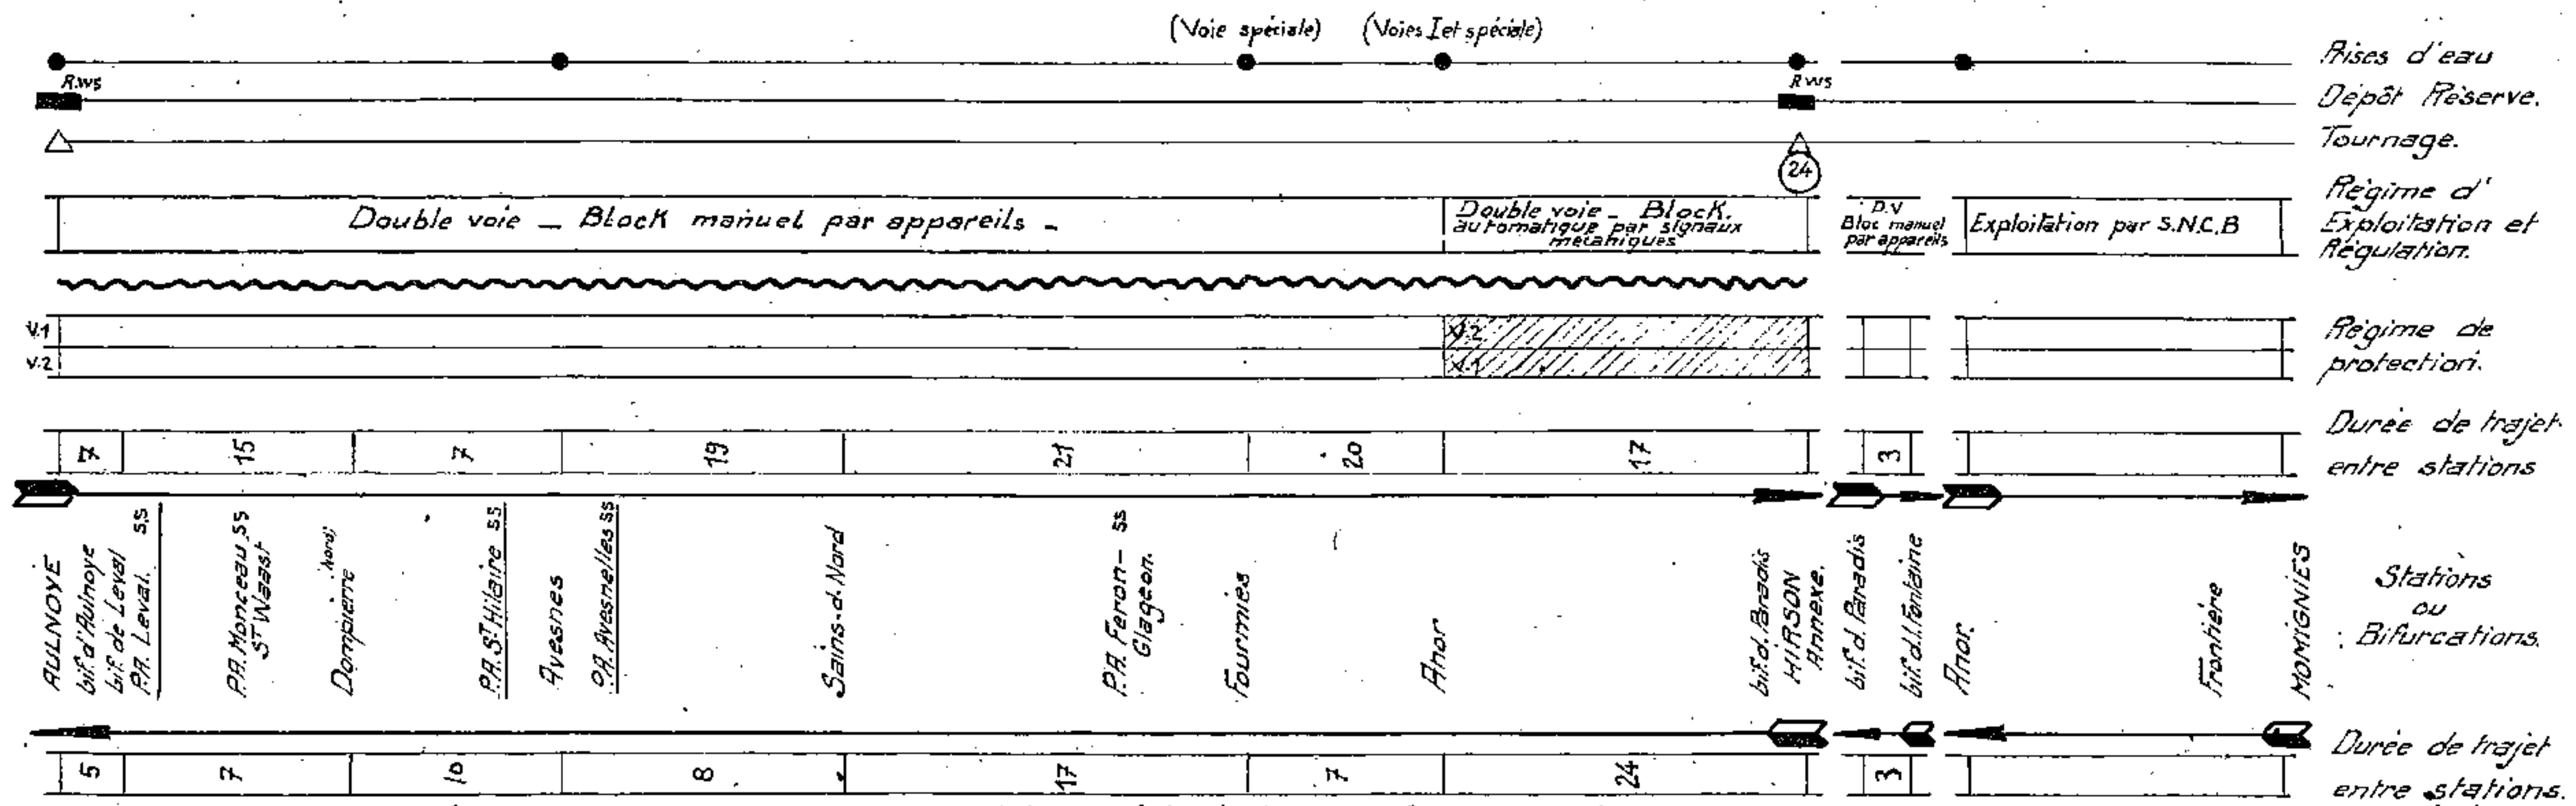 (Voie spéciale) (Voies I et spéciale)
Prises d'eau
R.ws
R.ws
Dépôt Réserve.
Tournage.
24
Double voie _ Block manuel par appareils -
Double voie _ Block.
automatique par signaux
mécaniques
D.V
Bloc manuel
par appareils
Exploitation par S.N.C.B
Régime d'
Exploitation et
Régulation.
V.1
V.2
V.2
V.1
Régime de
protection.
7
15
7
19
21
20
17
3
Durée de trajet
entre stations
AULNOYE
bif. d'Aulnoye
bif. de Leval
P.A. Leval. ss
P.A. Monceau ss
ST Waast
Dompierre (Nord)
P.A. ST Hilaire ss
Avesnes
P.A. Avesnelles ss
Sains-d-Nord
P.A. Feron- ss
Glageon.
Fourmies
Anor
bif. d. Paradis
HIRSON
Annexe.
bif. d. Paradis
bif. d. l. Fontaine
Anor.
Frontière
MOMIGNIES
Stations
ou
Bifurcations.
5
7
10
8
17
7
24
3
Durée de trajet
entre stations.